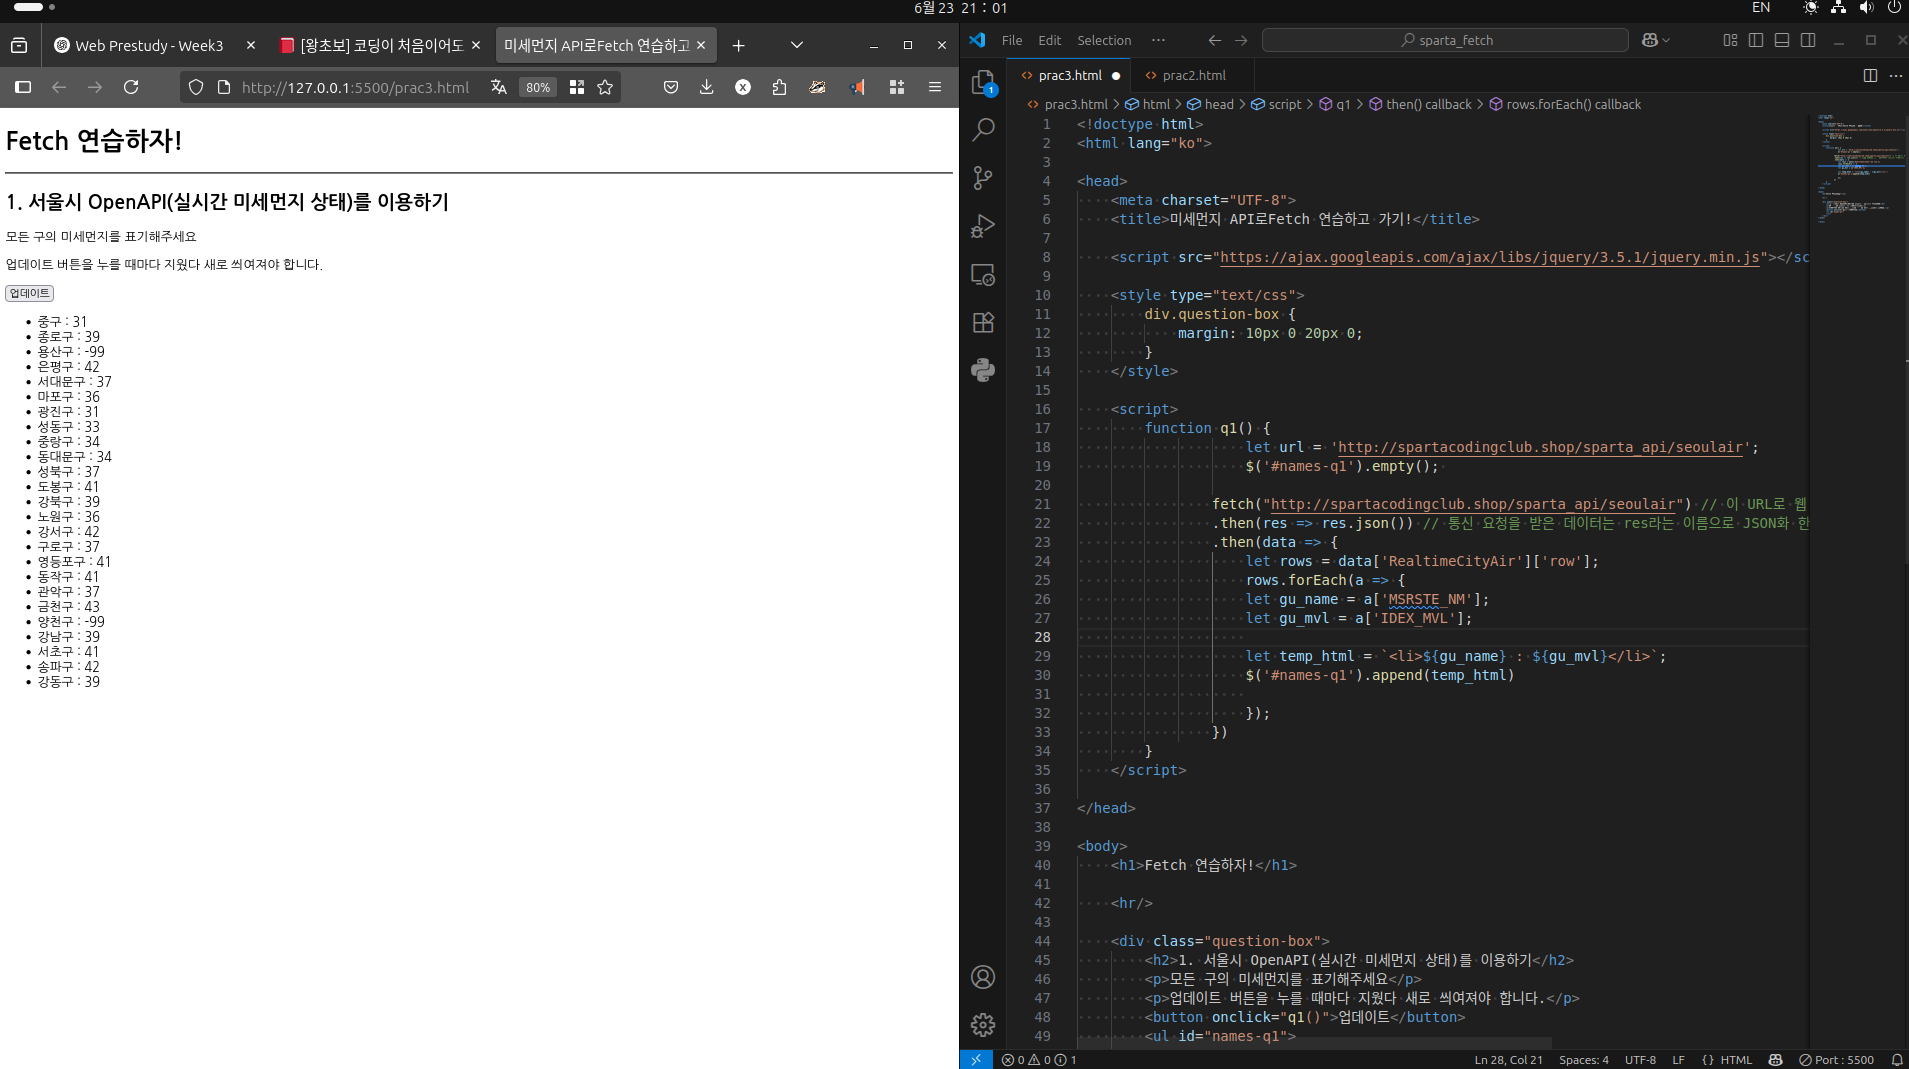 6월 23 21 : 01
EN
Web Prestudy - Week3
[왕초보] 코딩이 처음이어도
미세먼지 API로Fetch 연습하고
http://127.0.0.1:5500/prac3.html
80%
Fetch 연습하자!
1. 서울시 OpenAPI(실시간 미세먼지 상태)를 이용하기
모든 구의 미세먼지를 표기해주세요
업데이트 버튼을 누를 때마다 지웠다 새로 씌여져야 합니다.
업데이트
중구 : 31
종로구 : 39
용산구 : -99
은평구 : 42
서대문구 : 37
마포구 : 36
광진구 : 31
성동구 : 33
중랑구 : 34
동대문구 : 34
성북구 : 37
도봉구 : 41
강북구 : 39
노원구 : 36
강서구 : 42
구로구 : 37
영등포구 : 41
동작구 : 41
관악구 : 37
금천구 : 43
양천구 : -99
강남구 : 39
서초구 : 41
송파구 : 42
강동구 : 39
File Edit Selection ···
sparta_fetch
prac3.html
prac2.html
prac3.html > html > head > script > q1 > then() callback > rows.forEach() callback
1
1 <!doctype html>
2 <html lang="ko">
3
4 <head>
5 <meta charset="UTF-8">
6 <title>미세먼지 API로Fetch 연습하고 가기!</title>
7
8 <script src="https://ajax.googleapis.com/ajax/libs/jquery/3.5.1/jquery.min.js"></sc
9
10 <style type="text/css">
11 div.question-box {
12 margin: 10px 0 20px 0;
13 }
14 </style>
15
16 <script>
17 function q1() {
18 let url = 'http://spartacodingclub.shop/sparta_api/seoulair';
19 $('#names-q1').empty();
20
21 fetch("http://spartacodingclub.shop/sparta_api/seoulair") // 이 URL로 웹
22 .then(res => res.json()) // 통신 요청을 받은 데이터는 res라는 이름으로 JSON화 한
23 .then(data => {
24 let rows = data['RealtimeCityAir']['row'];
25 rows.forEach(a => {
26 let gu_name = a['MSRSTE_NM'];
27 let gu_mvl = a['IDEX_MVL'];
28
29 let temp_html = `<li>${gu_name} : ${gu_mvl}</li>`;
30 $('#names-q1').append(temp_html)
31
32 });
33 })
34 }
35 </script>
36
37 </head>
38
39 <body>
40 <h1>Fetch 연습하자!</h1>
41
42 <hr/>
43
44 <div class="question-box">
45 <h2>1. 서울시 OpenAPI(실시간 미세먼지 상태)를 이용하기</h2>
46 <p>모든 구의 미세먼지를 표기해주세요</p>
47 <p>업데이트 버튼을 누를 때마다 지웠다 새로 씌여져야 합니다.</p>
48 <button onclick="q1()">업데이트</button>
49 <ul id="names-q1">
0 0 1
Ln 28, Col 21 Spaces: 4 UTF-8 LF {} HTML Port : 5500